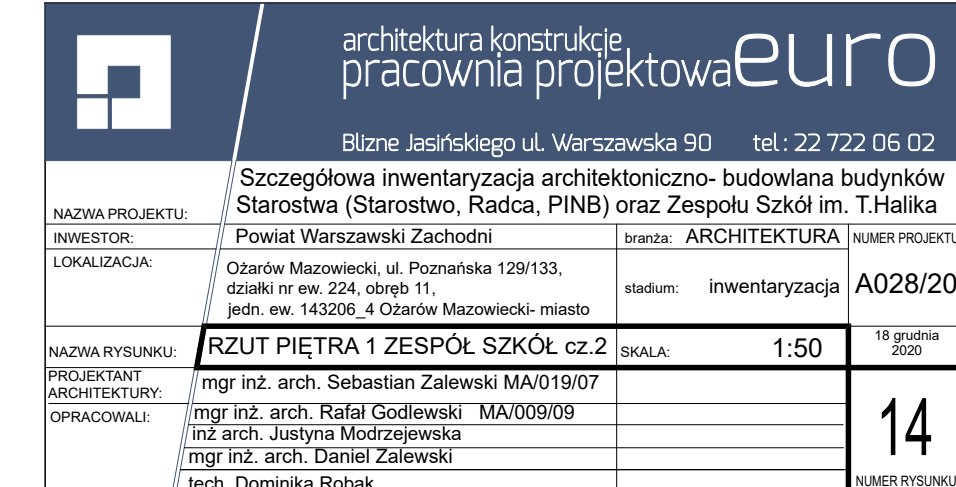 architektura konstrukcje
pracownia projektowa euro
Blizne Jasińskiego ul. Warszawska 90 tel: 22 722 06 02
NAZWA PROJEKTU: Szczegółowa inwentaryzacja architektoniczno- budowlana budynków
Starostwa (Starostwo, Radca, PINB) oraz Zespołu Szkół im. T.Halika
INWESTOR: Powiat Warszawski Zachodni branża: ARCHITEKTURA NUMER PROJEKTU
LOKALIZACJA: Ożarów Mazowiecki, ul. Poznańska 129/133,
działki nr ew. 224, obręb 11,
jedn. ew. 143206_4 Ożarów Mazowiecki- miasto
stadium: inwentaryzacja A028/20
NAZWA RYSUNKU: RZUT PIĘTRA 1 ZESPÓŁ SZKÓŁ cz.2 SKALA: 1:50 18 grudnia
2020
PROJEKTANT
ARCHITEKTURY: mgr inż. arch. Sebastian Zalewski MA/019/07
OPRACOWALI: mgr inż. arch. Rafał Godlewski MA/009/09
inż arch. Justyna Modrzejewska
mgr inż. arch. Daniel Zalewski
tech. Dominika Robak
14
NUMER RYSUNKU